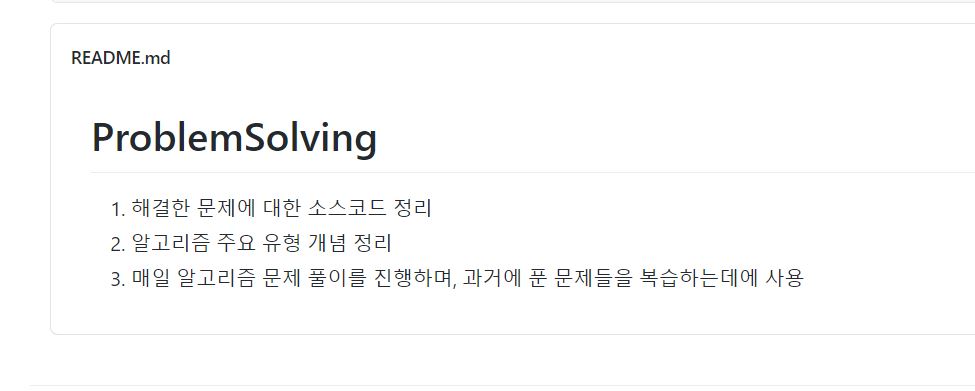 README.md
ProblemSolving
1. 해결한 문제에 대한 소스코드 정리
2. 알고리즘 주요 유형 개념 정리
3. 매일 알고리즘 문제 풀이를 진행하며, 과거에 푼 문제들을 복습하는데에 사용